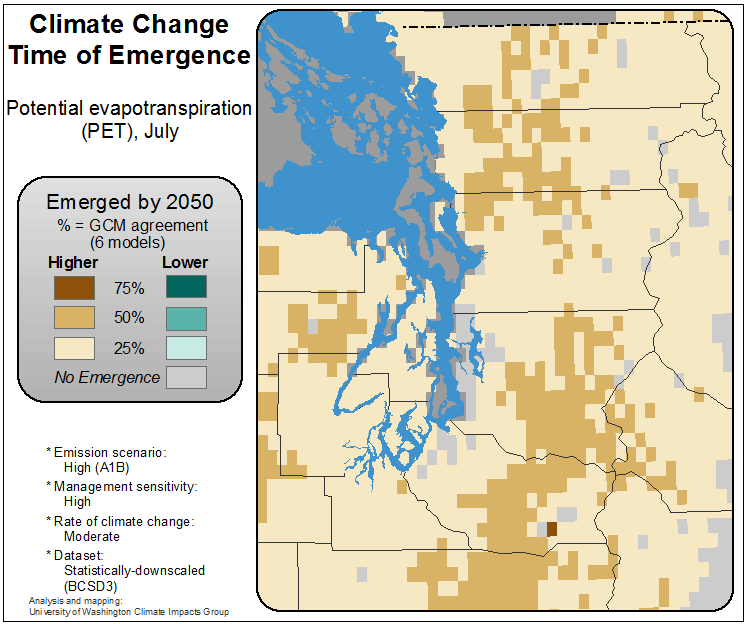 Climate Change
Time of Emergence
Potential evapotranspiration
(PET), July
Emerged by 2050
% = GCM agreement
(6 models)
Higher Lower
75%
50%
25%
No Emergence
* Emission scenario:
High (A1B)
* Management sensitivity:
High
* Rate of climate change:
Moderate
* Dataset:
Statistically-downscaled
(BCSD3)
Analysis and mapping:
University of Washington Climate Impacts Group